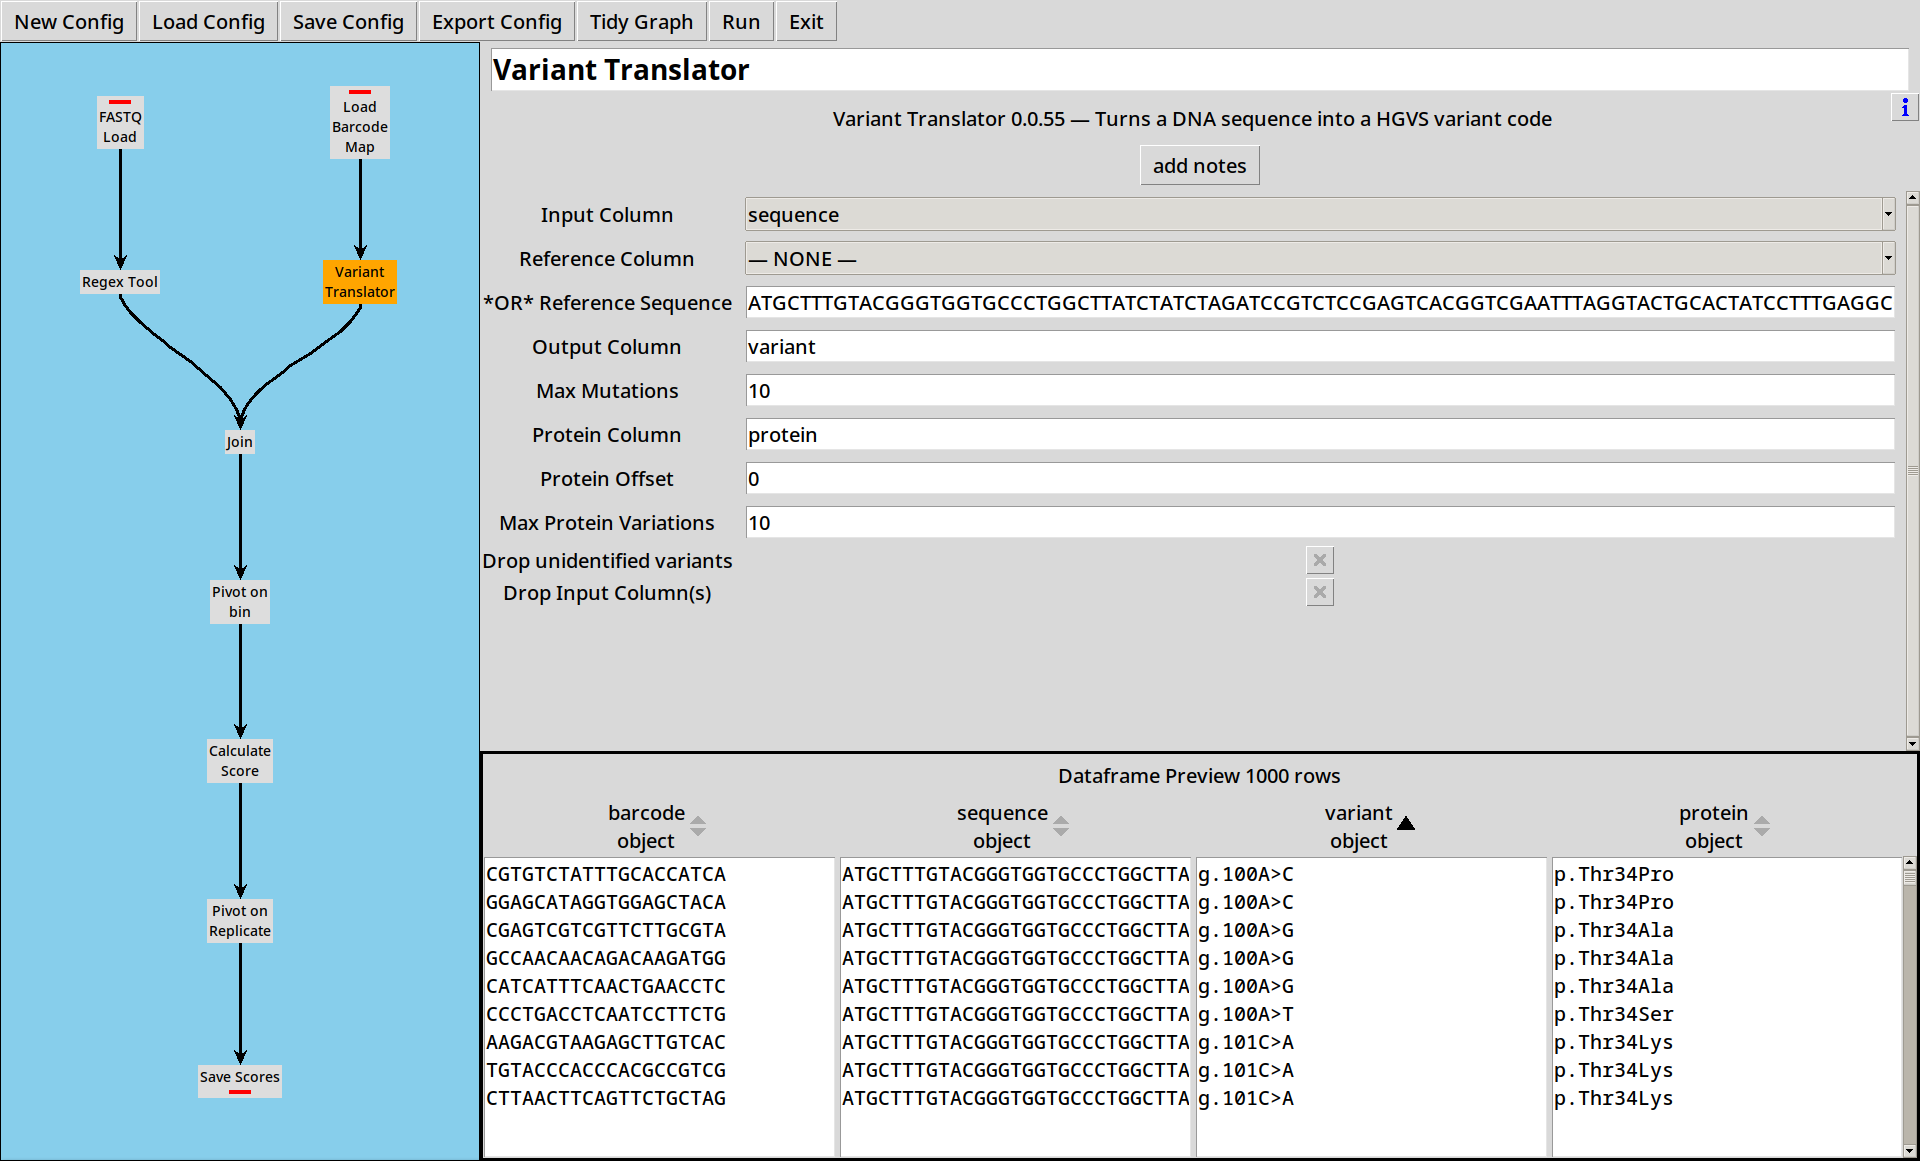 New Config Load Config Save Config Export Config Tidy Graph Run Exit
FASTQ
Load
Load
Barcode
Map
Regex Tool
Variant
Translator
Join
Pivot on
bin
Calculate
Score
Pivot on
Replicate
Save Scores
Variant Translator
Variant Translator 0.0.55 — Turns a DNA sequence into a HGVS variant code
i
add notes
Input Column sequence
Reference Column — NONE —
*OR* Reference Sequence ATGCTTTGTACGGGTGGTGCCCTGGCTTATCTATCTAGATCCGTCTCCGAGTCACGGTCGAATTTAGGTACTGCACTATCCTTTGAGGC
Output Column variant
Max Mutations 10
Protein Column protein
Protein Offset 0
Max Protein Variations 10
Drop unidentified variants
Drop Input Column(s)
Dataframe Preview 1000 rows
barcode sequence variant protein
object object object object
CGTGTCTATTTGCACCATCA ATGCTTTGTACGGGTGGTGCCCTGGCTTA g.100A>C p.Thr34Pro
GGAGCATAGGTGGAGCTACA ATGCTTTGTACGGGTGGTGCCCTGGCTTA g.100A>C p.Thr34Pro
CGAGTCGTCGTTCTTGCGTA ATGCTTTGTACGGGTGGTGCCCTGGCTTA g.100A>G p.Thr34Ala
GCCAACAACAGACAAGATGG ATGCTTTGTACGGGTGGTGCCCTGGCTTA g.100A>G p.Thr34Ala
CATCATTTCAACTGAACCTC ATGCTTTGTACGGGTGGTGCCCTGGCTTA g.100A>G p.Thr34Ala
CCCTGACCTCAATCCTTCTG ATGCTTTGTACGGGTGGTGCCCTGGCTTA g.100A>T p.Thr34Ser
AAGACGTAAGAGCTTGTCAC ATGCTTTGTACGGGTGGTGCCCTGGCTTA g.101C>A p.Thr34Lys
TGTACCCACCCACGCCGTCG ATGCTTTGTACGGGTGGTGCCCTGGCTTA g.101C>A p.Thr34Lys
CTTAACTTCAGTTCTGCTAG ATGCTTTGTACGGGTGGTGCCCTGGCTTA g.101C>A p.Thr34Lys